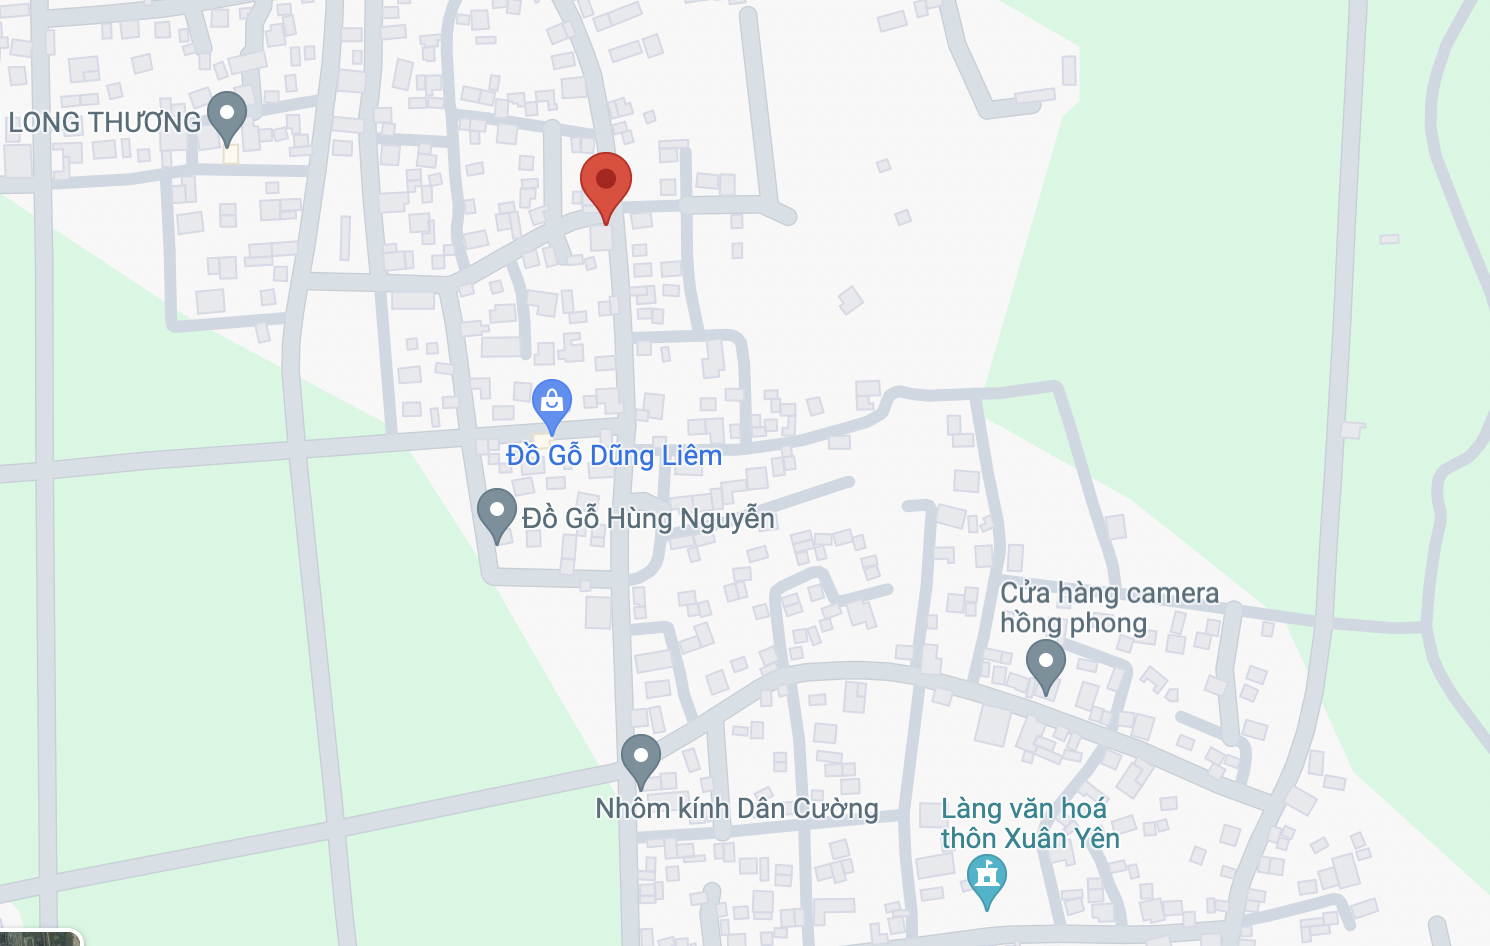 LONG THƯƠNG
Đồ Gỗ Dũng Liêm
Đồ Gỗ Hùng Nguyễn
Cửa hàng camera
hồng phong
Nhôm kính Dân Cường
Làng văn hoá
thôn Xuân Yên